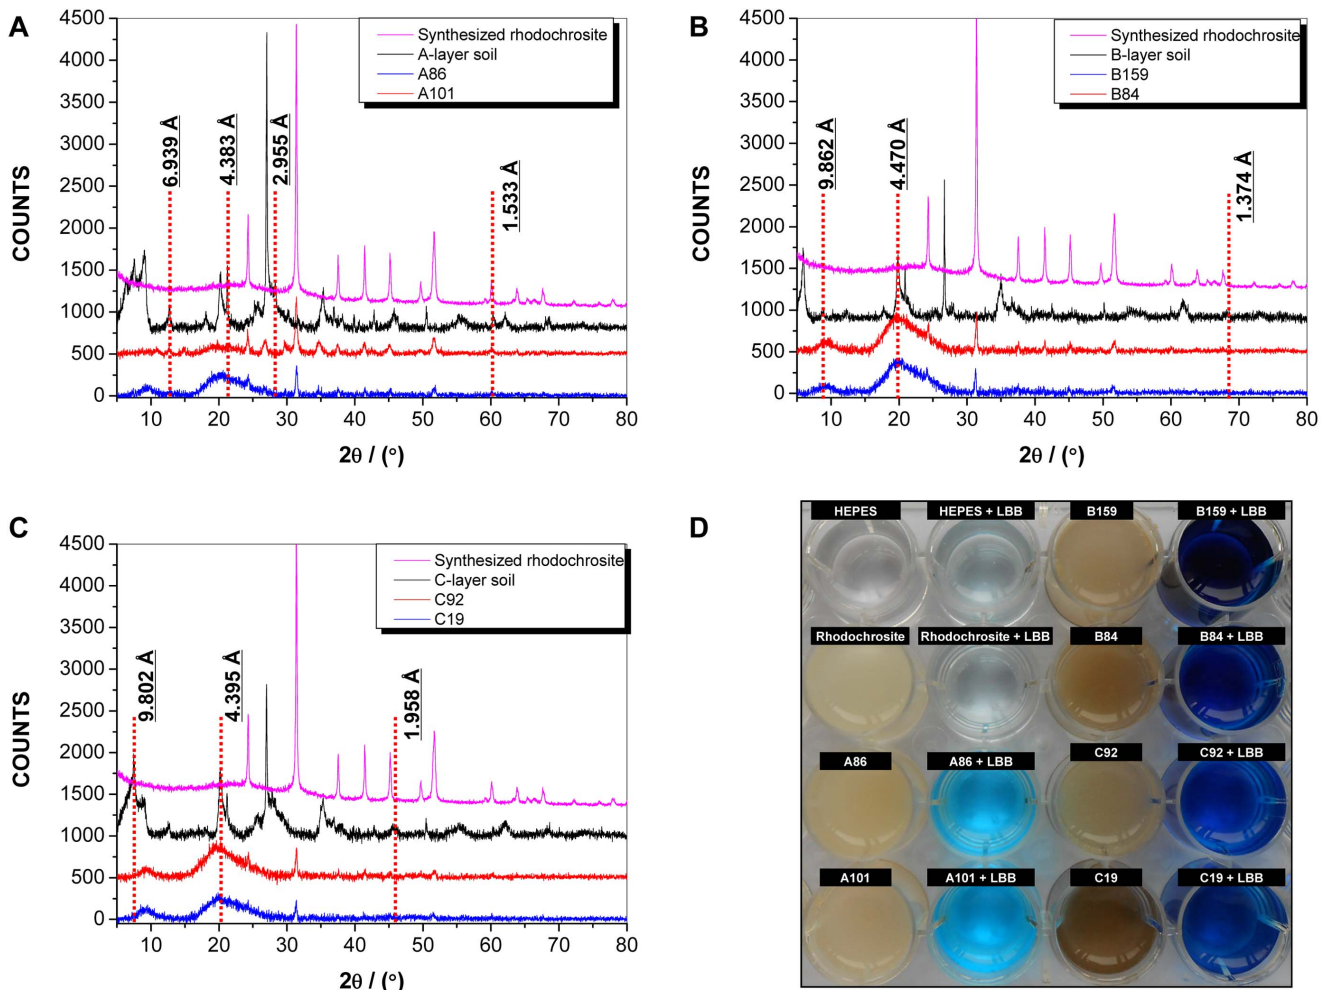 A
COUNTS
4500
4000
3500
3000
2500
2000
1500
1000
500
0
Synthesized rhodochrosite
A-layer soil
A86
A101
6.939 Å
4.383 Å
2.955 Å
1.533 Å
10 20 30 40 50 60 70 80
2θ / (°)
B
COUNTS
4500
4000
3500
3000
2500
2000
1500
1000
500
0
Synthesized rhodochrosite
B-layer soil
B159
B84
9.862 Å
4.470 Å
1.374 Å
10 20 30 40 50 60 70 80
2θ / (°)
C
COUNTS
4500
4000
3500
3000
2500
2000
1500
1000
500
0
Synthesized rhodochrosite
C-layer soil
C92
C19
9.802 Å
4.395 Å
1.958 Å
10 20 30 40 50 60 70 80
2θ / (°)
D
HEPES HEPES + LBB B159 B159 + LBB
Rhodochrosite Rhodochrosite + LBB B84 B84 + LBB
A86 A86 + LBB C92 C92 + LBB
A101 A101 + LBB C19 C19 + LBB